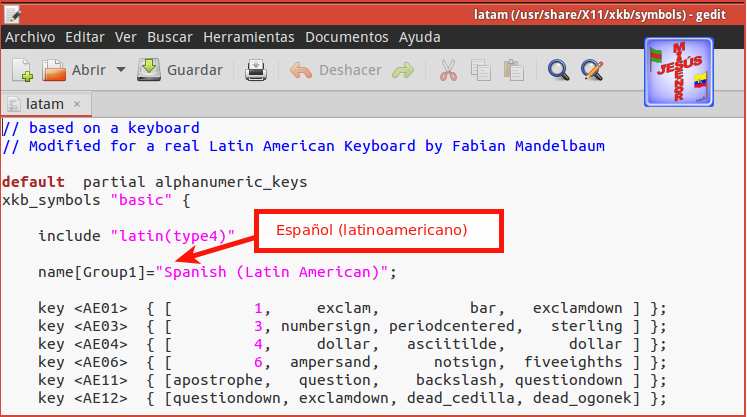 latam (/usr/share/X11/xkb/symbols) - gedit
Archivo Editar Ver Buscar Herramientas Documentos Ayuda
Abrir Guardar Deshacer
MILENOR
JESÚS
latam ×
// based on a keyboard
// Modified for a real Latin American Keyboard by Fabian Mandelbaum
default partial alphanumeric_keys
xkb_symbols "basic" {
Español (latinoamericano)
include "latin(type4)"
name[Group1]="Spanish (Latin American)";
key <AE01> { [ 1, exclam, bar, exclamdown ] };
key <AE03> { [ 3, numbersign, periodcentered, sterling ] };
key <AE04> { [ 4, dollar, asciitilde, dollar ] };
key <AE06> { [ 6, ampersand, notsign, fiveeighths ] };
key <AE11> { [apostrophe, question, backslash, questiondown ] };
key <AE12> { [questiondown, exclamdown, dead_cedilla, dead_ogonek] };